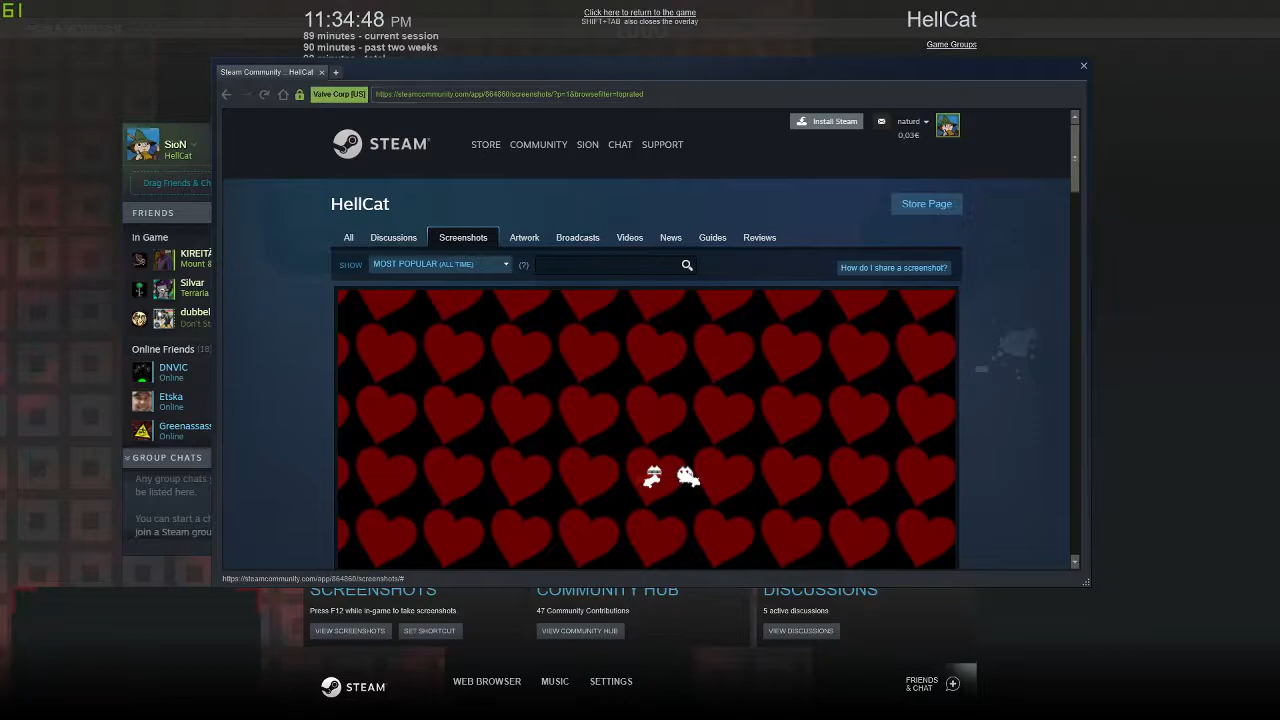 61
11:34:48 PM
89 minutes - current session
90 minutes - past two weeks
Click here to return to the game
SHIFT+TAB also closes the overlay
HellCat
Game Groups
Steam Community :: HellCat
Valve Corp [US]
https://steamcommunity.com/app/864860/screenshots/?p=1&browsefilter=toprated
Install Steam
naturd
0,03€
STEAM
STORE COMMUNITY SION CHAT SUPPORT
HellCat
Store Page
All Discussions Screenshots Artwork Broadcasts Videos News Guides Reviews
SHOW MOST POPULAR (ALL TIME) (?)
How do I share a screenshot?
SioN
HellCat
Drag Friends & Ch
FRIENDS
In Game
KIREITÄ
Mount &
Silvar
Terraria
dubbel
Don't St
Online Friends (18)
DNVIC
Online
Etska
Online
Greenassass
Online
GROUP CHATS
Any group chats
be listed here.
You can start a ch
join a Steam grou
https://steamcommunity.com/app/864860/screenshots/#
SCREENSHOTS
Press F12 while in-game to take screenshots
VIEW SCREENSHOTS SET SHORTCUT
COMMUNITY HUB
47 Community Contributions
VIEW COMMUNITY HUB
DISCUSSIONS
5 active discussions
VIEW DISCUSSIONS
STEAM
WEB BROWSER MUSIC SETTINGS
FRIENDS
& CHAT